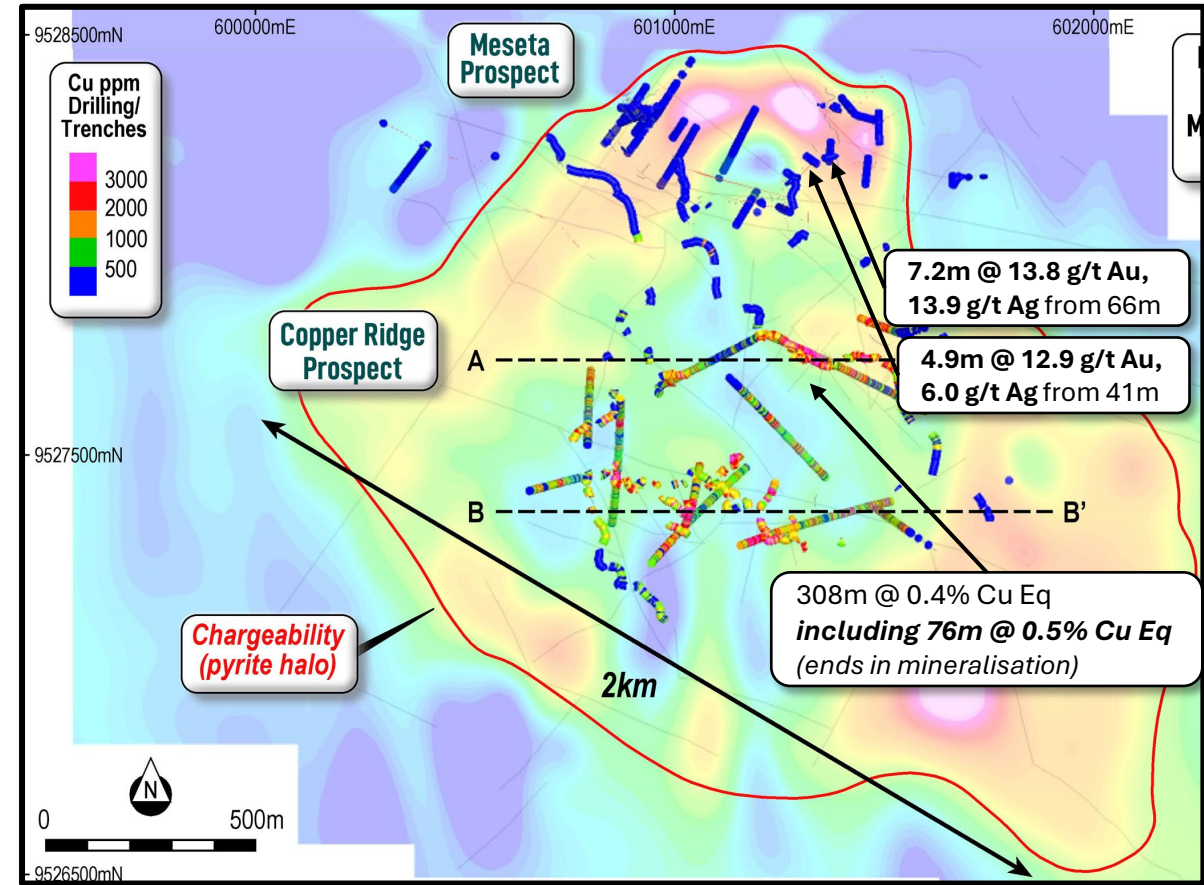 600000mE
601000mE
602000mE
9528500mN
Meseta
Prospect
Cu ppm
Drilling/
Trenches
3000
2000
1000
500
M
7.2m @ 13.8 g/t Au,
13.9 g/t Ag from 66m
Copper Ridge
Prospect
A
4.9m @ 12.9 g/t Au,
6.0 g/t Ag from 41m
9527500mN
B
B'
308m @ 0.4% Cu Eq
including 76m @ 0.5% Cu Eq
(ends in mineralisation)
Chargeability
(pyrite halo)
2km
N
0
500m
9526500mN